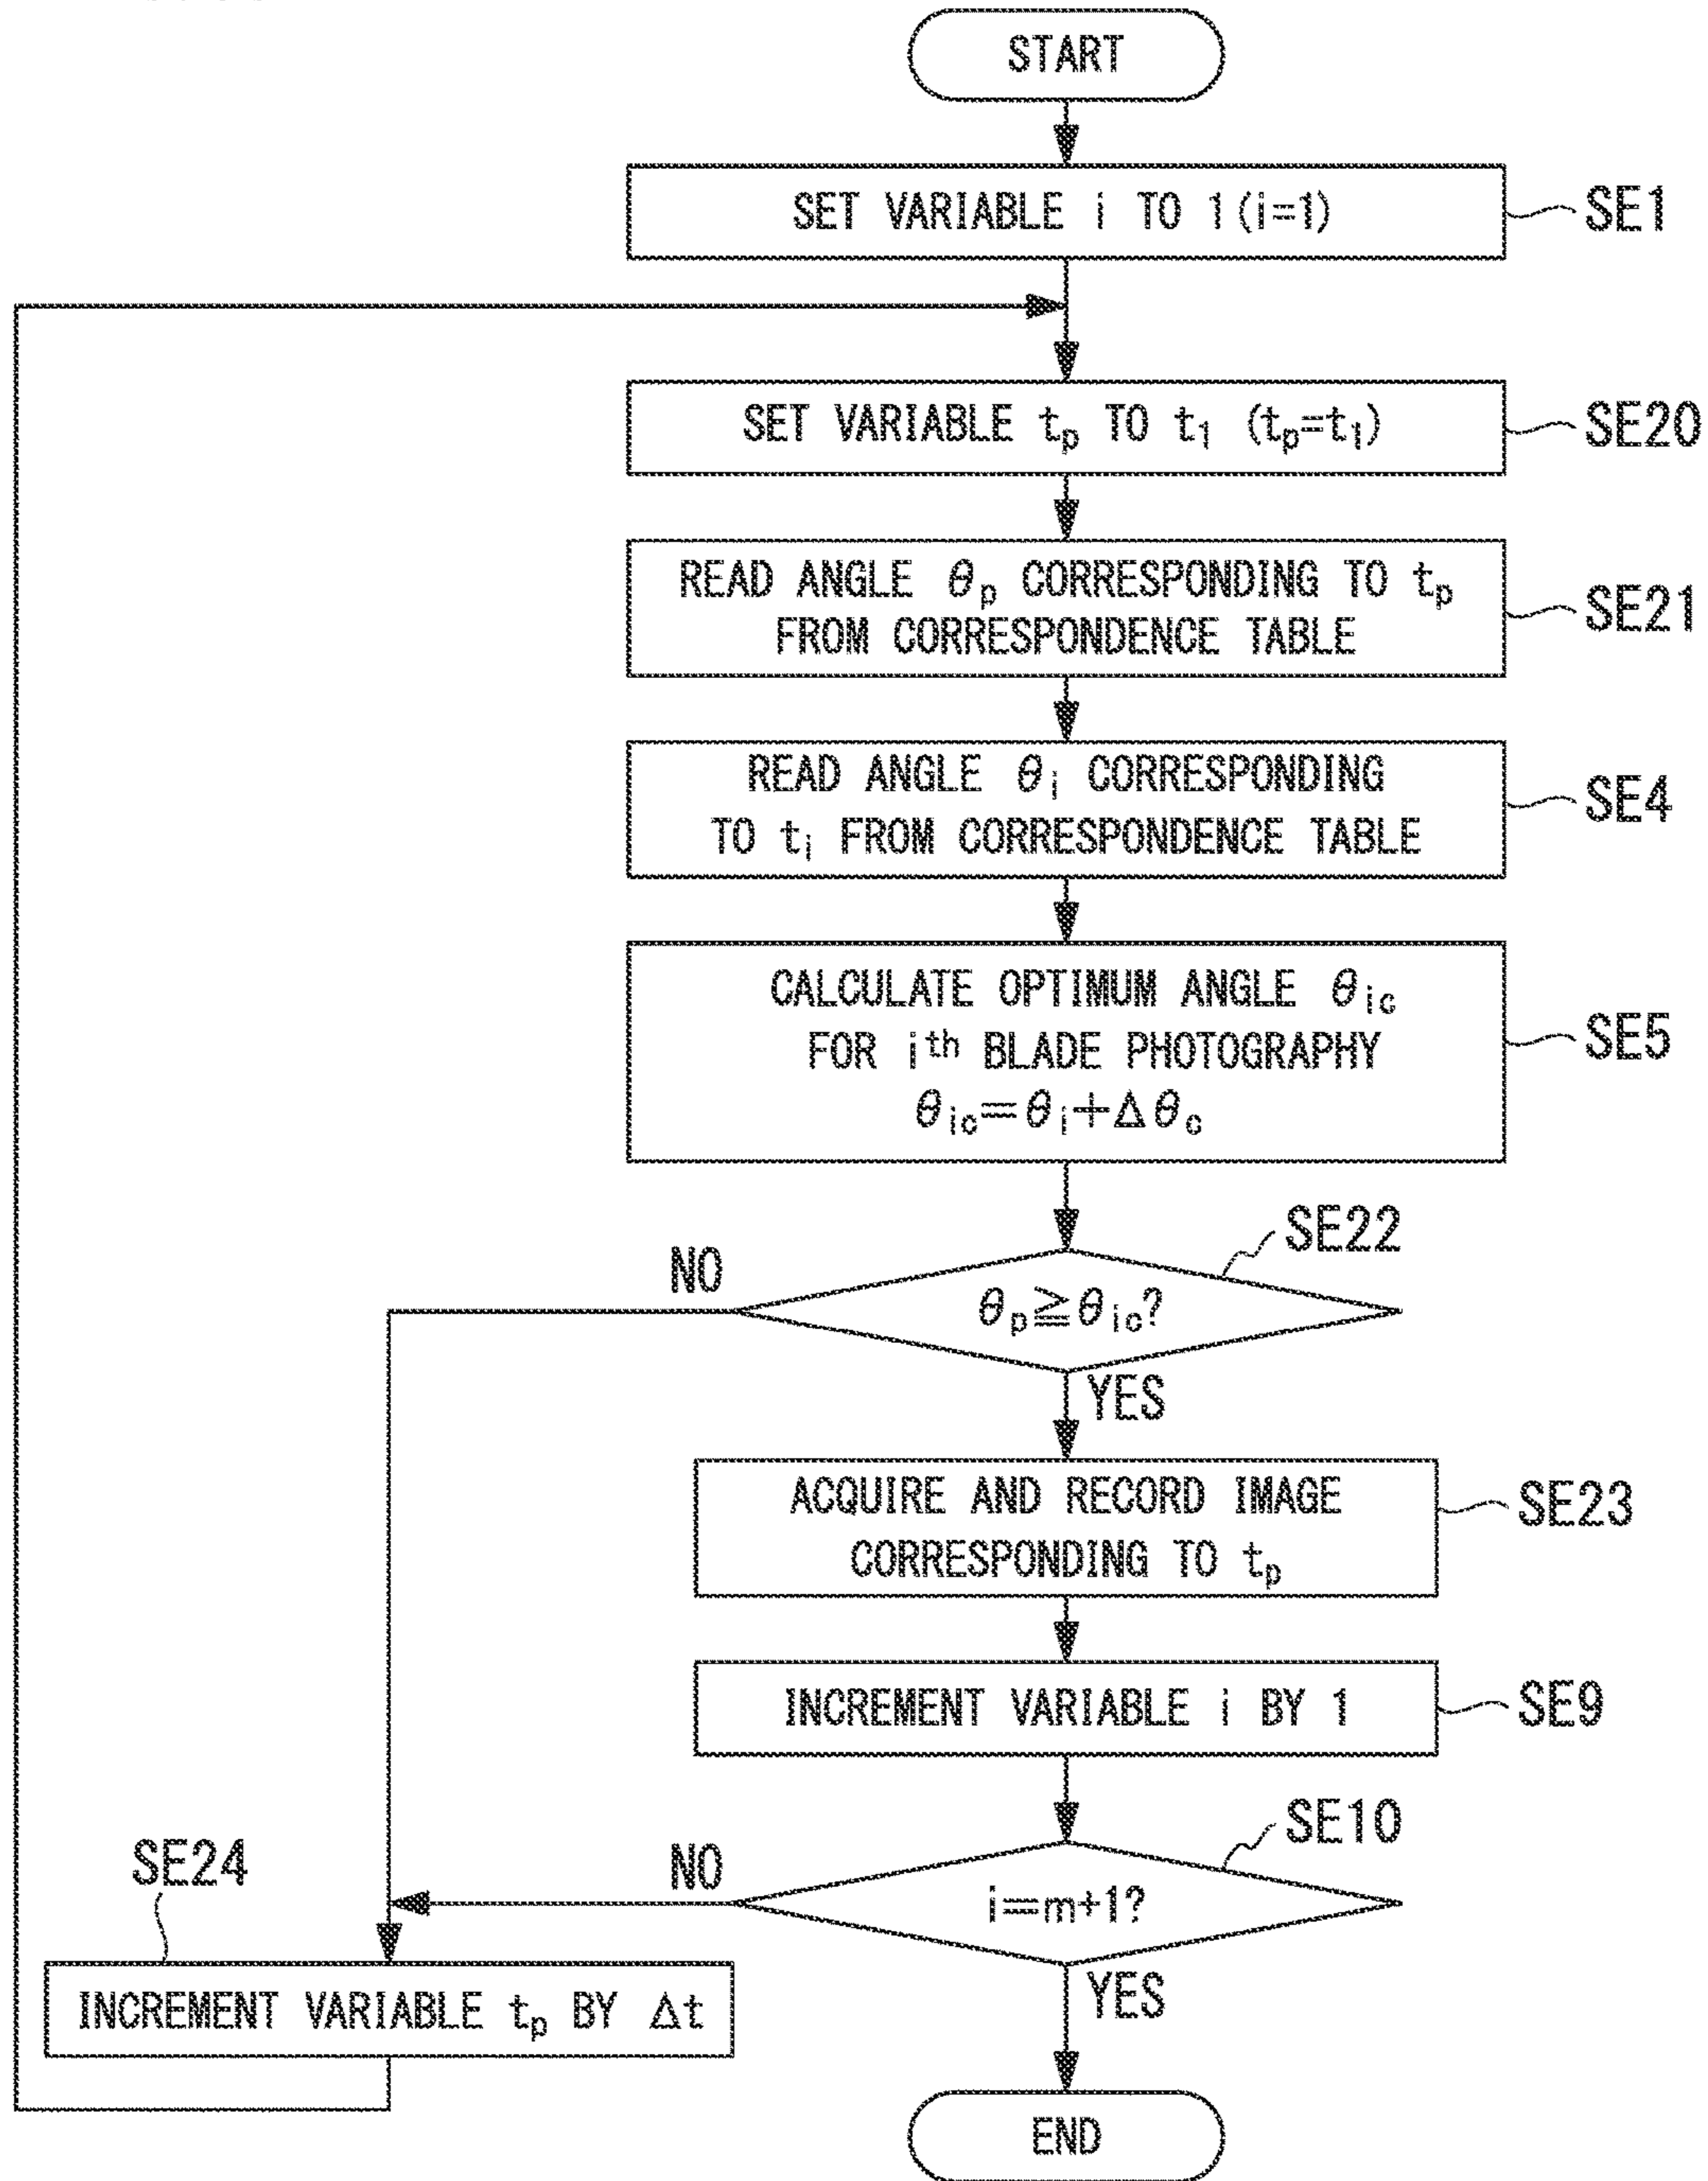 START
SET VARIABLE i TO 1(i=1)
SE1
SET VARIABLE tp TO t1 (tp=t1)
SE20
READ ANGLE θp CORRESPONDING TO tp
FROM CORRESPONDENCE TABLE
SE21
READ ANGLE θi CORRESPONDING
TO ti FROM CORRESPONDENCE TABLE
SE4
CALCULATE OPTIMUM ANGLE θic
FOR ith BLADE PHOTOGRAPHY
θic=θi+Δθc
SE5
SE22
NO
θp≧θic?
YES
ACQUIRE AND RECORD IMAGE
CORRESPONDING TO tp
SE23
INCREMENT VARIABLE i BY 1
SE9
SE10
NO
i=m+1?
SE24
INCREMENT VARIABLE tp BY Δt
YES
END